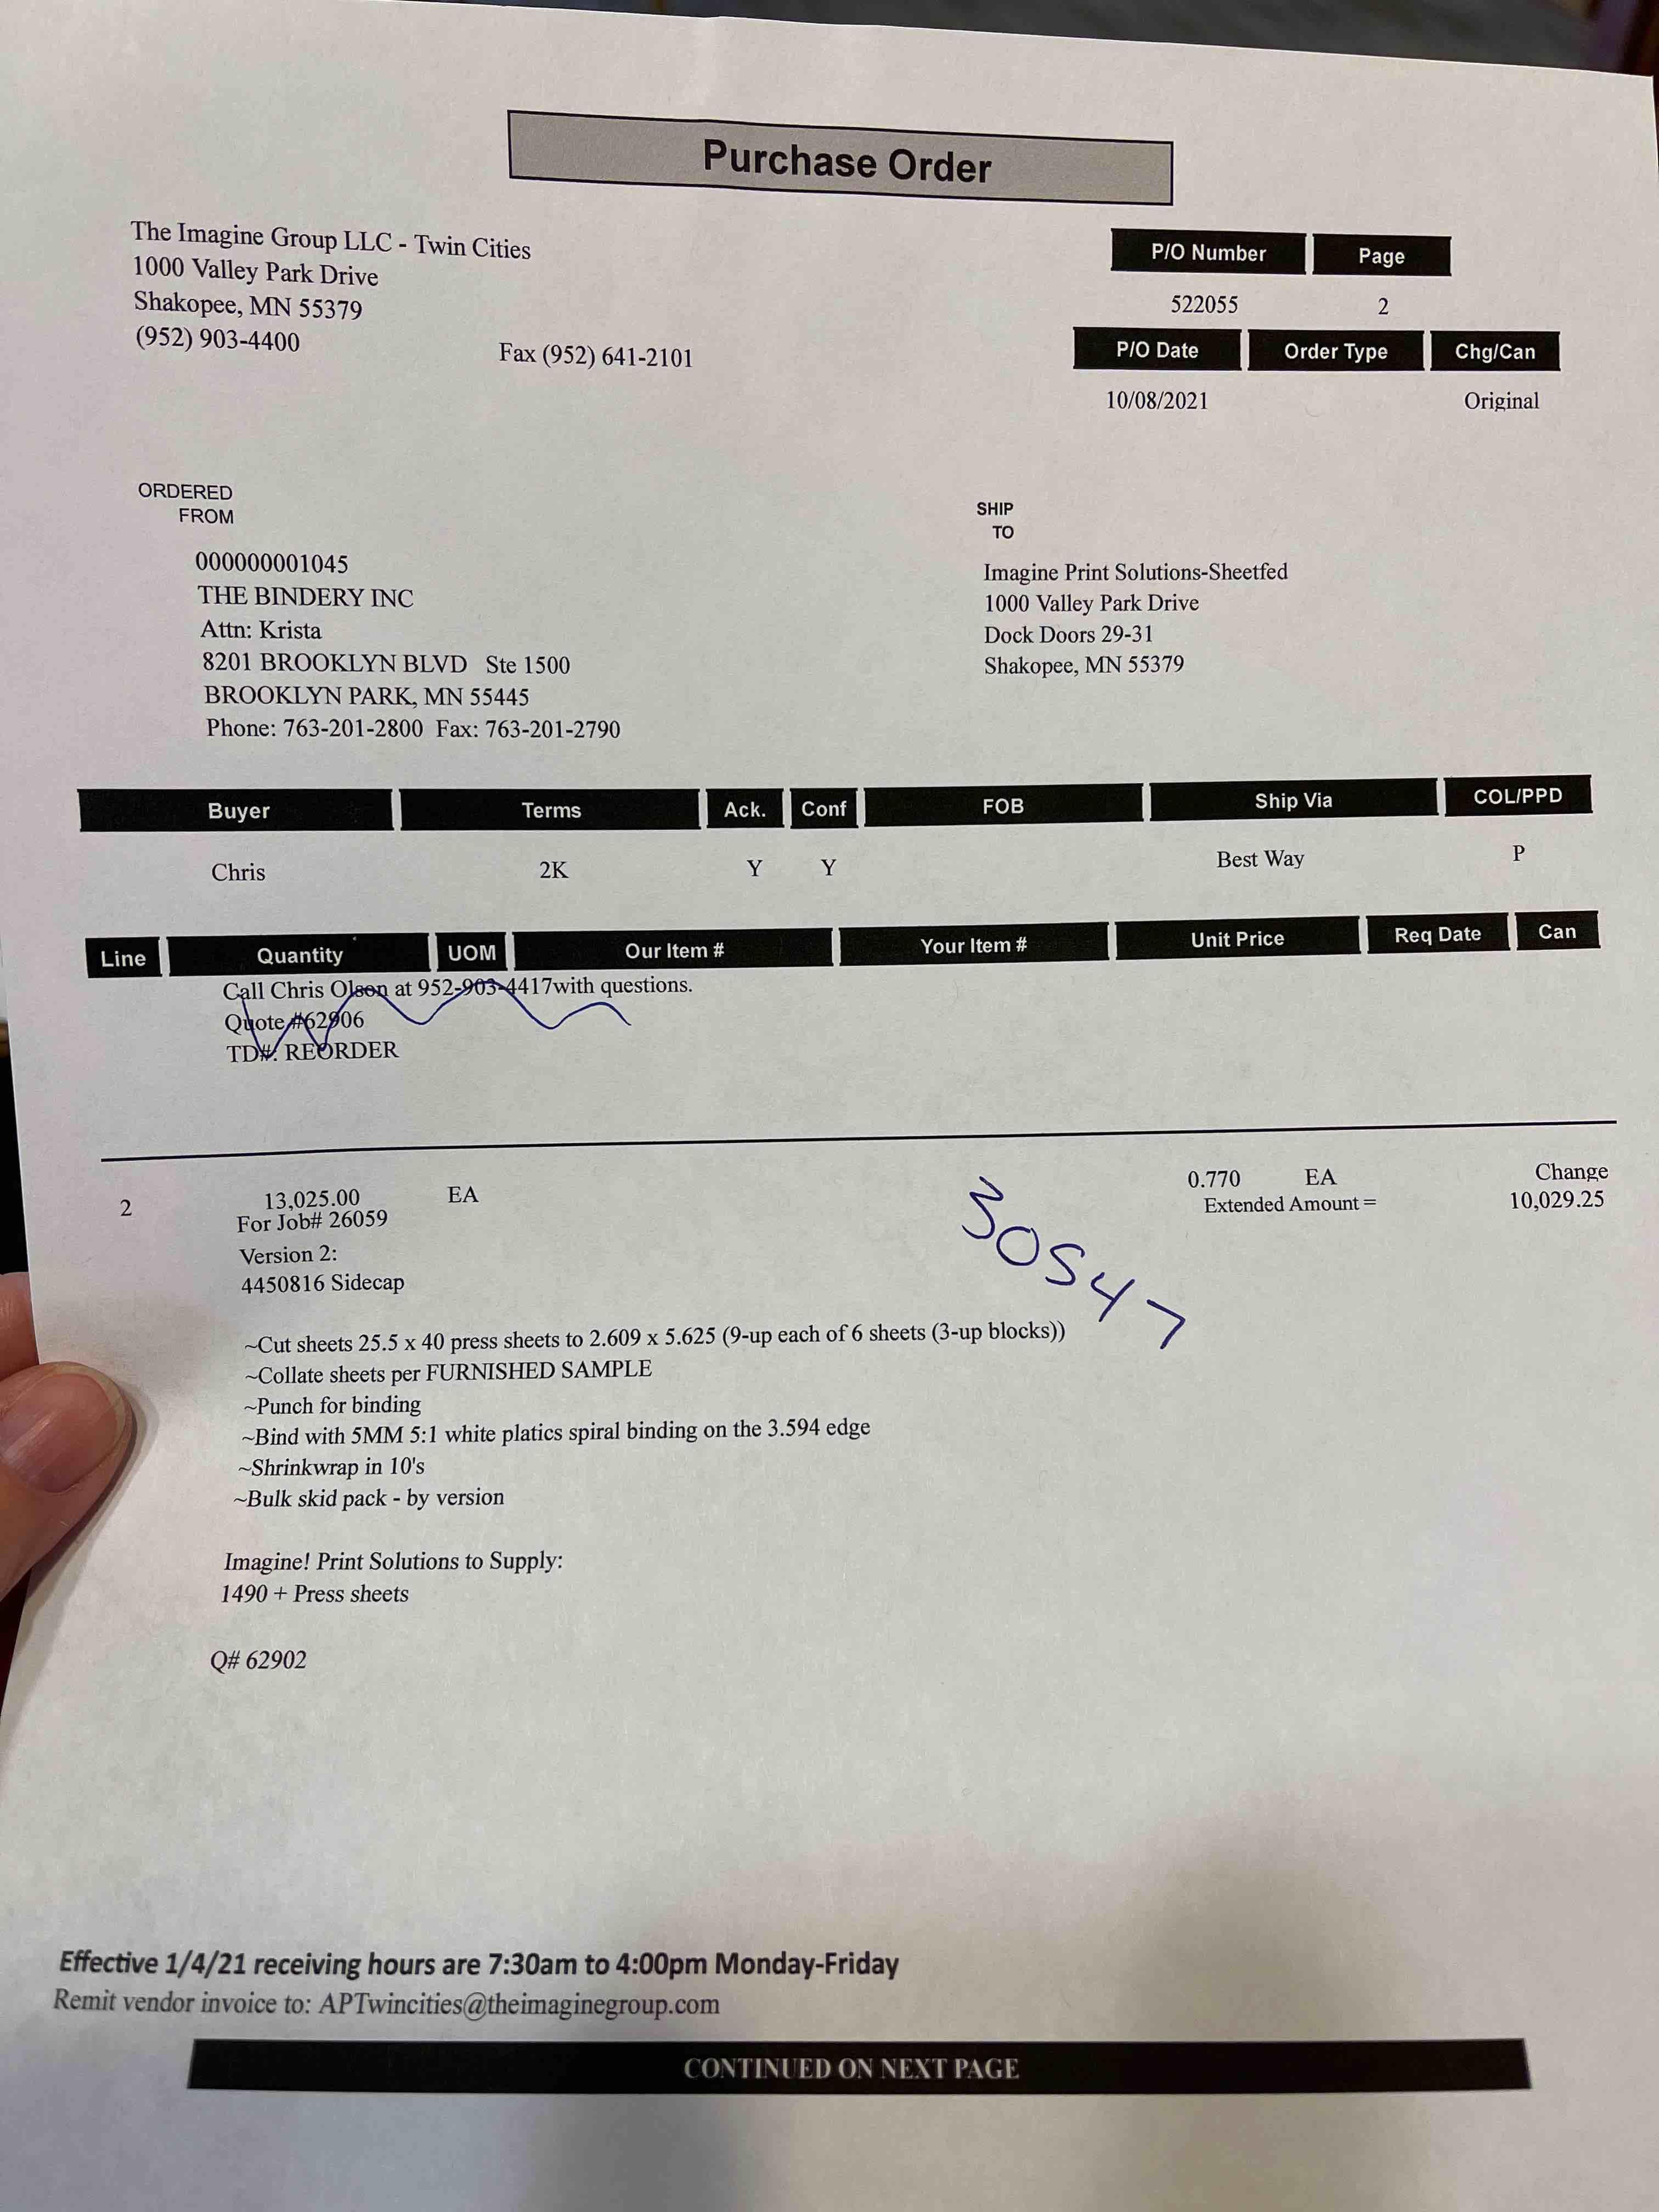 Purchase Order
The Imagine Group LLC - Twin Cities
1000 Valley Park Drive
Shakopee, MN 55379
(952) 903-4400
Fax (952) 641-2101
P/O Number Page
522055 2
P/O Date Order Type Chg/Can
10/08/2021 Original
ORDERED
FROM
000000001045
THE BINDERY INC
Attn: Krista
8201 BROOKLYN BLVD Ste 1500
BROOKLYN PARK, MN 55445
Phone: 763-201-2800 Fax: 763-201-2790
SHIP
TO
Imagine Print Solutions-Sheetfed
1000 Valley Park Drive
Dock Doors 29-31
Shakopee, MN 55379
Buyer Terms Ack. Conf FOB Ship Via COL/PPD
Chris 2K Y Y Best Way P
Line Quantity UOM Our Item # Your Item # Unit Price Req Date Can
Call Chris Olson at 952-903-4417with questions.
Quote #62906
TD#: REORDER
2 13,025.00 EA 0.770 EA Change
Extended Amount = 10,029.25
For Job# 26059
Version 2:
4450816 Sidecap
30547
~Cut sheets 25.5 x 40 press sheets to 2.609 x 5.625 (9-up each of 6 sheets (3-up blocks))
~Collate sheets per FURNISHED SAMPLE
~Punch for binding
~Bind with 5MM 5:1 white platics spiral binding on the 3.594 edge
~Shrinkwrap in 10's
~Bulk skid pack - by version
Imagine! Print Solutions to Supply:
1490 + Press sheets
Q# 62902
Effective 1/4/21 receiving hours are 7:30am to 4:00pm Monday-Friday
Remit vendor invoice to: APTwincities@theimaginegroup.com
CONTINUED ON NEXT PAGE